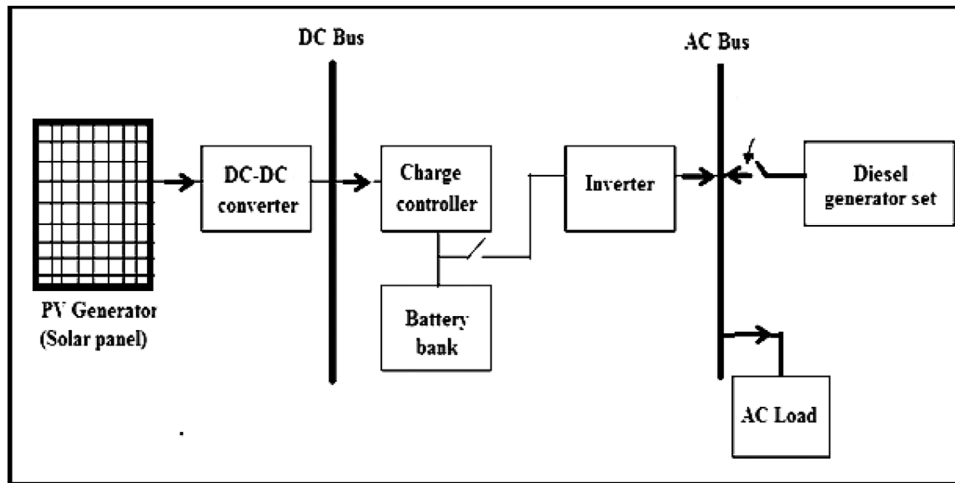 DC Bus
AC Bus
DC-DC
converter
Charge
controller
Inverter
Diesel
generator set
PV Generator
(Solar panel)
Battery
bank
AC Load